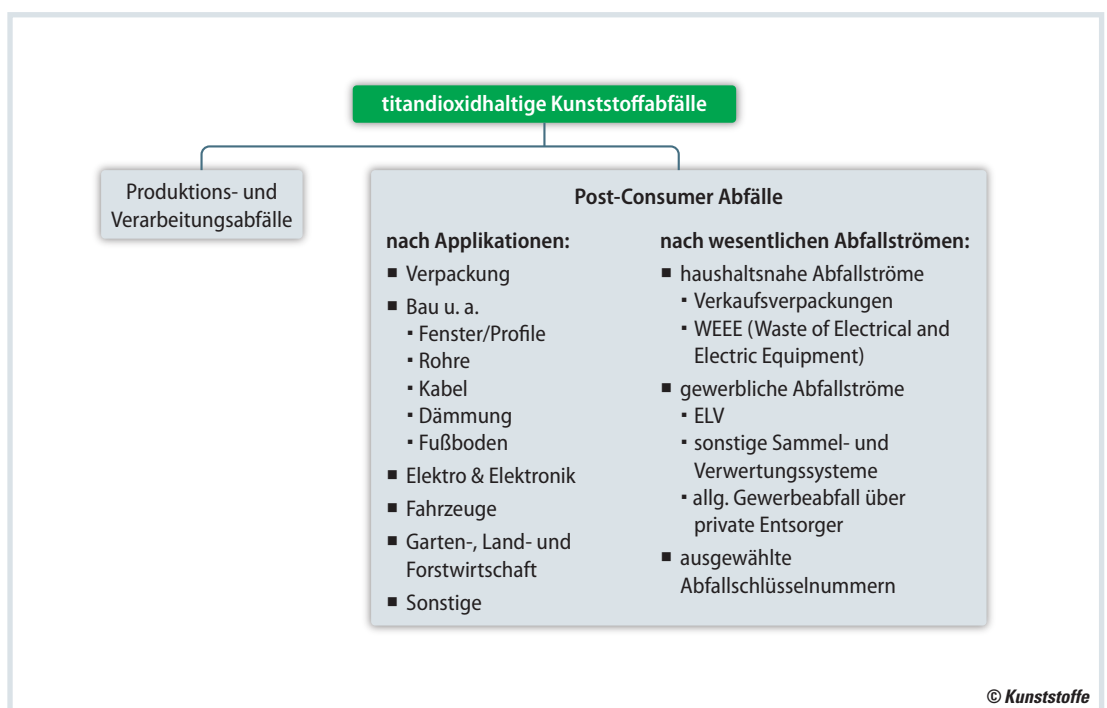 titandioxidhaltige Kunststoffabfälle
Produktions- und
Verarbeitungsabfälle
Post-Consumer Abfälle
nach Applikationen:
■ Verpackung
■ Bau u. a.
▪ Fenster/Profile
▪ Rohre
▪ Kabel
▪ Dämmung
▪ Fußboden
■ Elektro & Elektronik
■ Fahrzeuge
■ Garten-, Land- und
Forstwirtschaft
■ Sonstige
nach wesentlichen Abfallströmen:
■ haushaltsnahe Abfallströme
▪ Verkaufsverpackungen
▪ WEEE (Waste of Electrical and
Electric Equipment)
■ gewerbliche Abfallströme
▪ ELV
▪ sonstige Sammel- und
Verwertungssysteme
▪ allg. Gewerbeabfall über
private Entsorger
■ ausgewählte
Abfallschlüsselnummern
© Kunststoffe